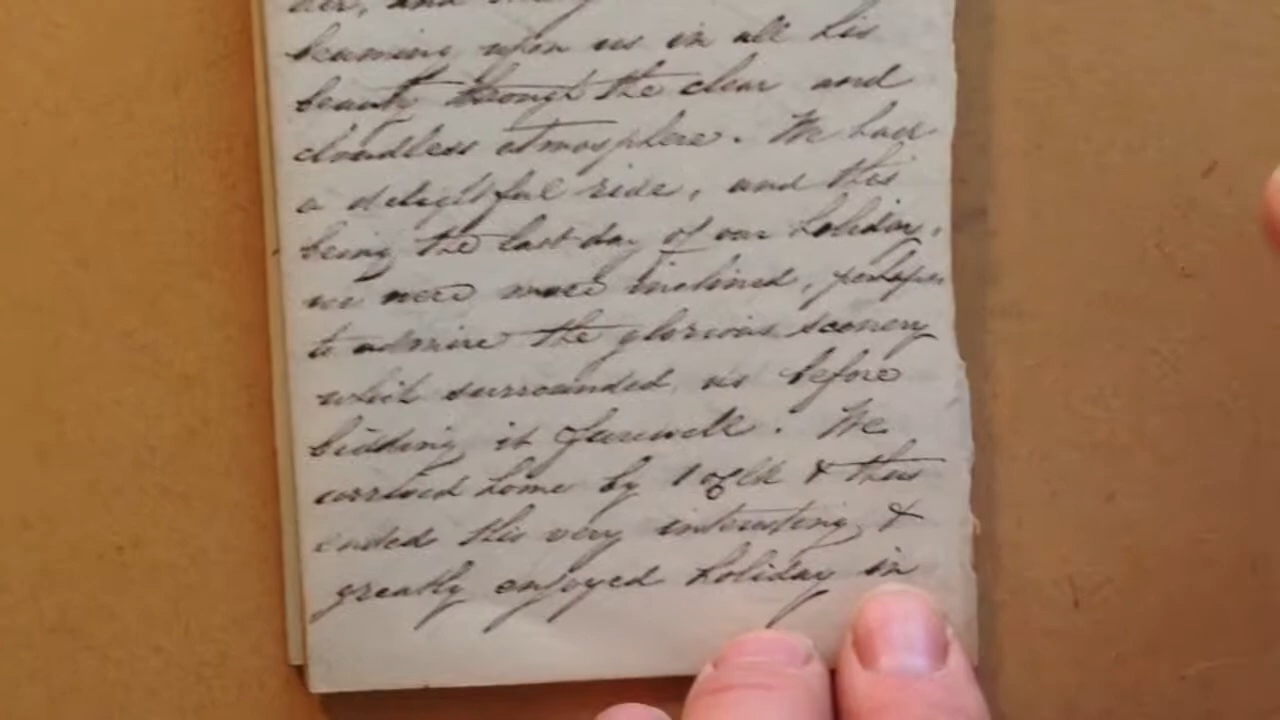 beaming upon us in all his
beauty through the clear and
cloudless atmosphere. We had
a delightful ride, and this
being the last day of our holiday,
we were more inclined, perhaps
to admire the glorious scenery
which surrounded us before
bidding it farewell. We
arrived home by 1 oclk & thus
ended this very interesting &
greatly enjoyed holiday in